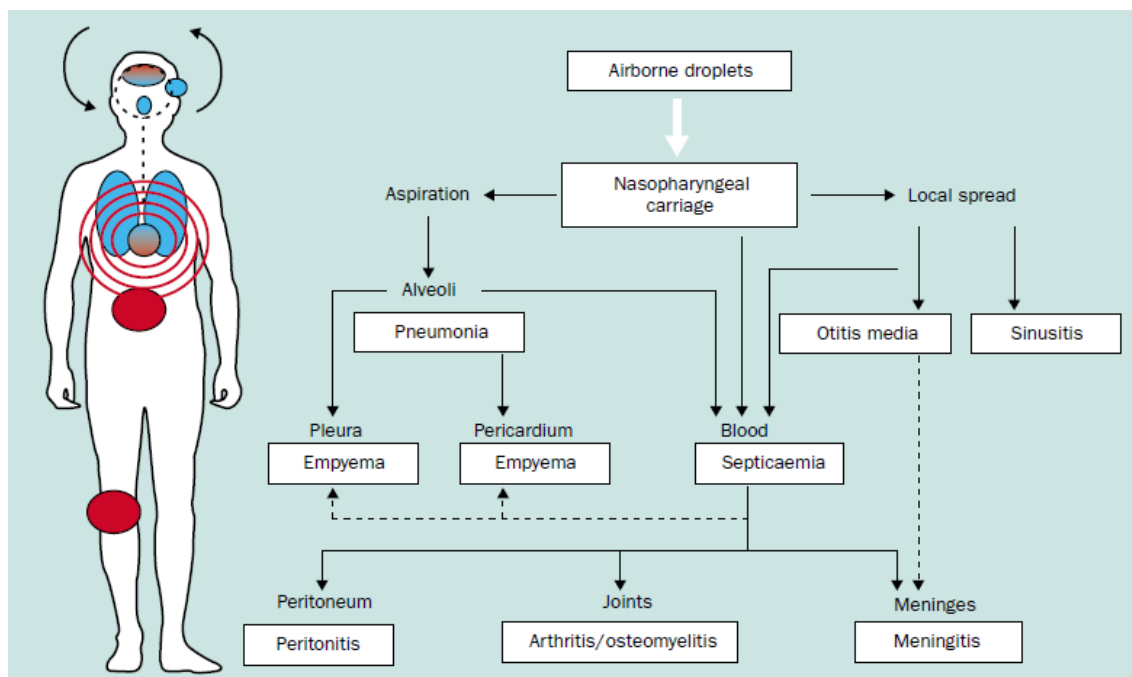 Airborne droplets
Nasopharyngeal
carriage
Aspiration
Local spread
Alveoli
Pneumonia
Otitis media
Sinusitis
Pleura
Pericardium
Blood
Empyema
Empyema
Septicaemia
Peritoneum
Joints
Meninges
Peritonitis
Arthritis/osteomyelitis
Meningitis